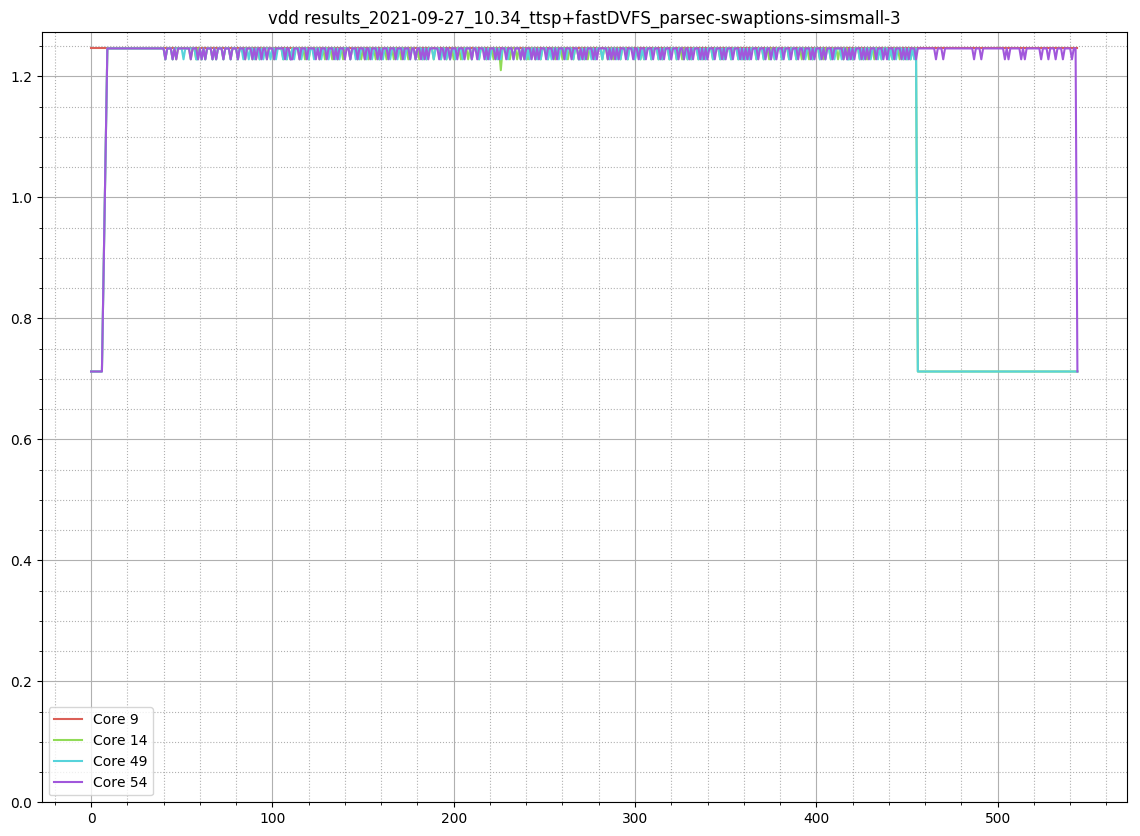 vdd results_2021-09-27_10.34_ttsp+fastDVFS_parsec-swaptions-simsmall-3
1.2
1.0
0.8
0.6
0.4
0.2
0.0
Core 9
Core 14
Core 49
Core 54
0 100 200 300 400 500